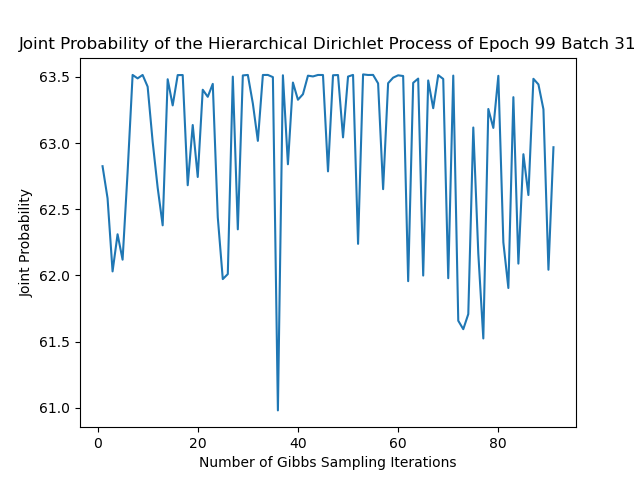 Joint Probability of the Hierarchical Dirichlet Process of Epoch 99 Batch 31
63.5
63.0
62.5
62.0
61.5
61.0
Joint Probability
0 20 40 60 80
Number of Gibbs Sampling Iterations